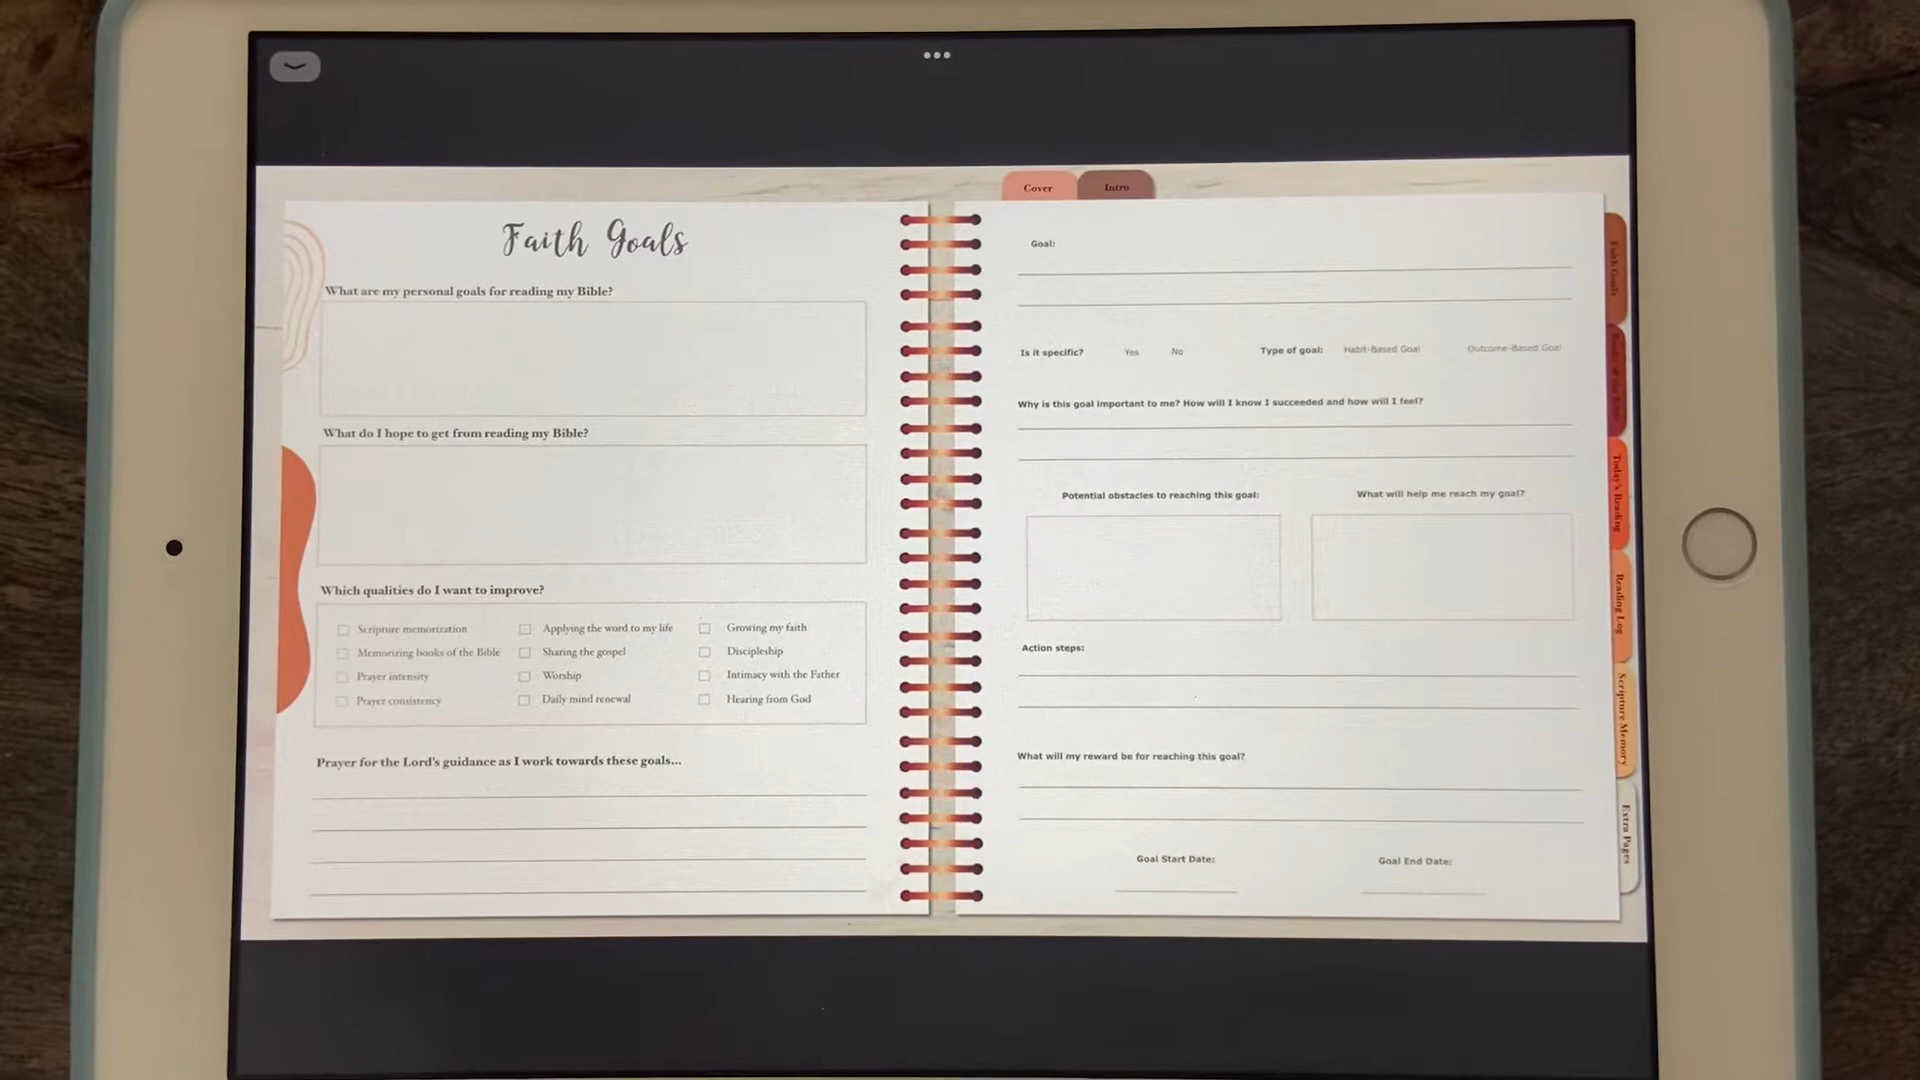 Cover
Intro
Faith Goals
What are my personal goals for reading my Bible?
What do I hope to get from reading my Bible?
Which qualities do I want to improve?
Scripture memorization
Applying the word to my life
Growing my faith
Memorizing books of the Bible
Sharing the gospel
Discipleship
Prayer intensity
Worship
Intimacy with the Father
Prayer consistency
Daily mind renewal
Hearing from God
Prayer for the Lord's guidance as I work towards these goals...
Goal:
Is it specific? Yes No Type of goal: Habit-Based Goal Outcome-Based Goal
Why is this goal important to me? How will I know I succeeded and how will I feel?
Potential obstacles to reaching this goal:
What will help me reach my goal?
Action steps:
What will my reward be for reaching this goal?
Goal Start Date:
Goal End Date:
Faith Goals
Today's Reading
Reading Log
Scripture Memory
Extra Pages